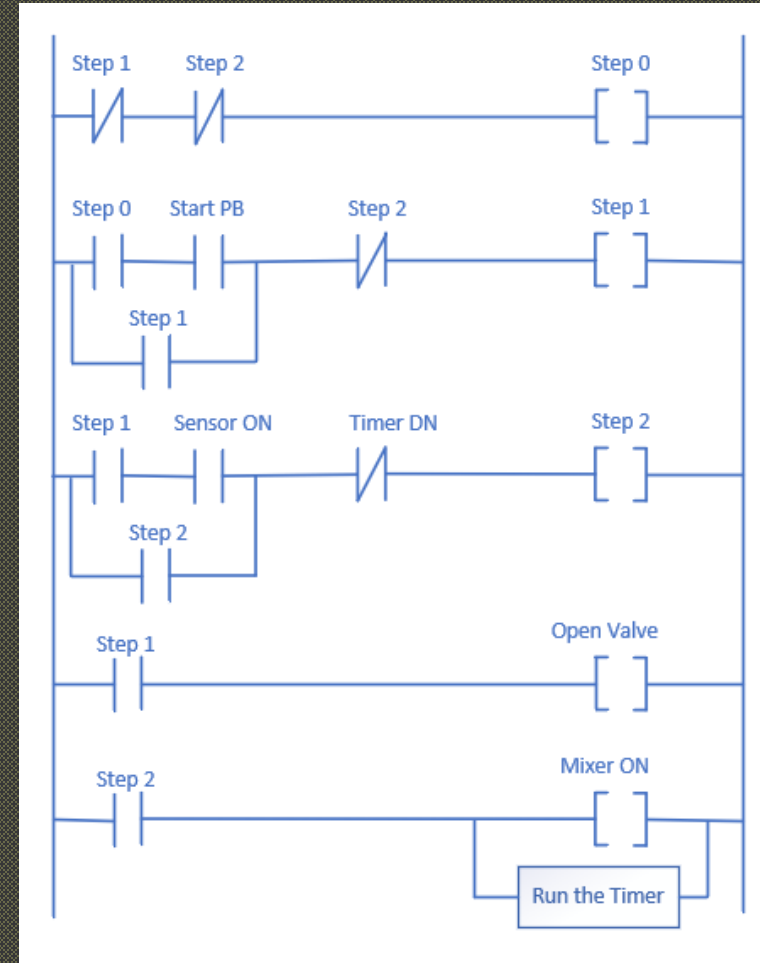 Step 1 Step 2 Step 0
Step 0 Start PB Step 2 Step 1
Step 1
Step 1 Sensor ON Timer DN Step 2
Step 2
Open Valve
Step 1
Mixer ON
Step 2
Run the Timer